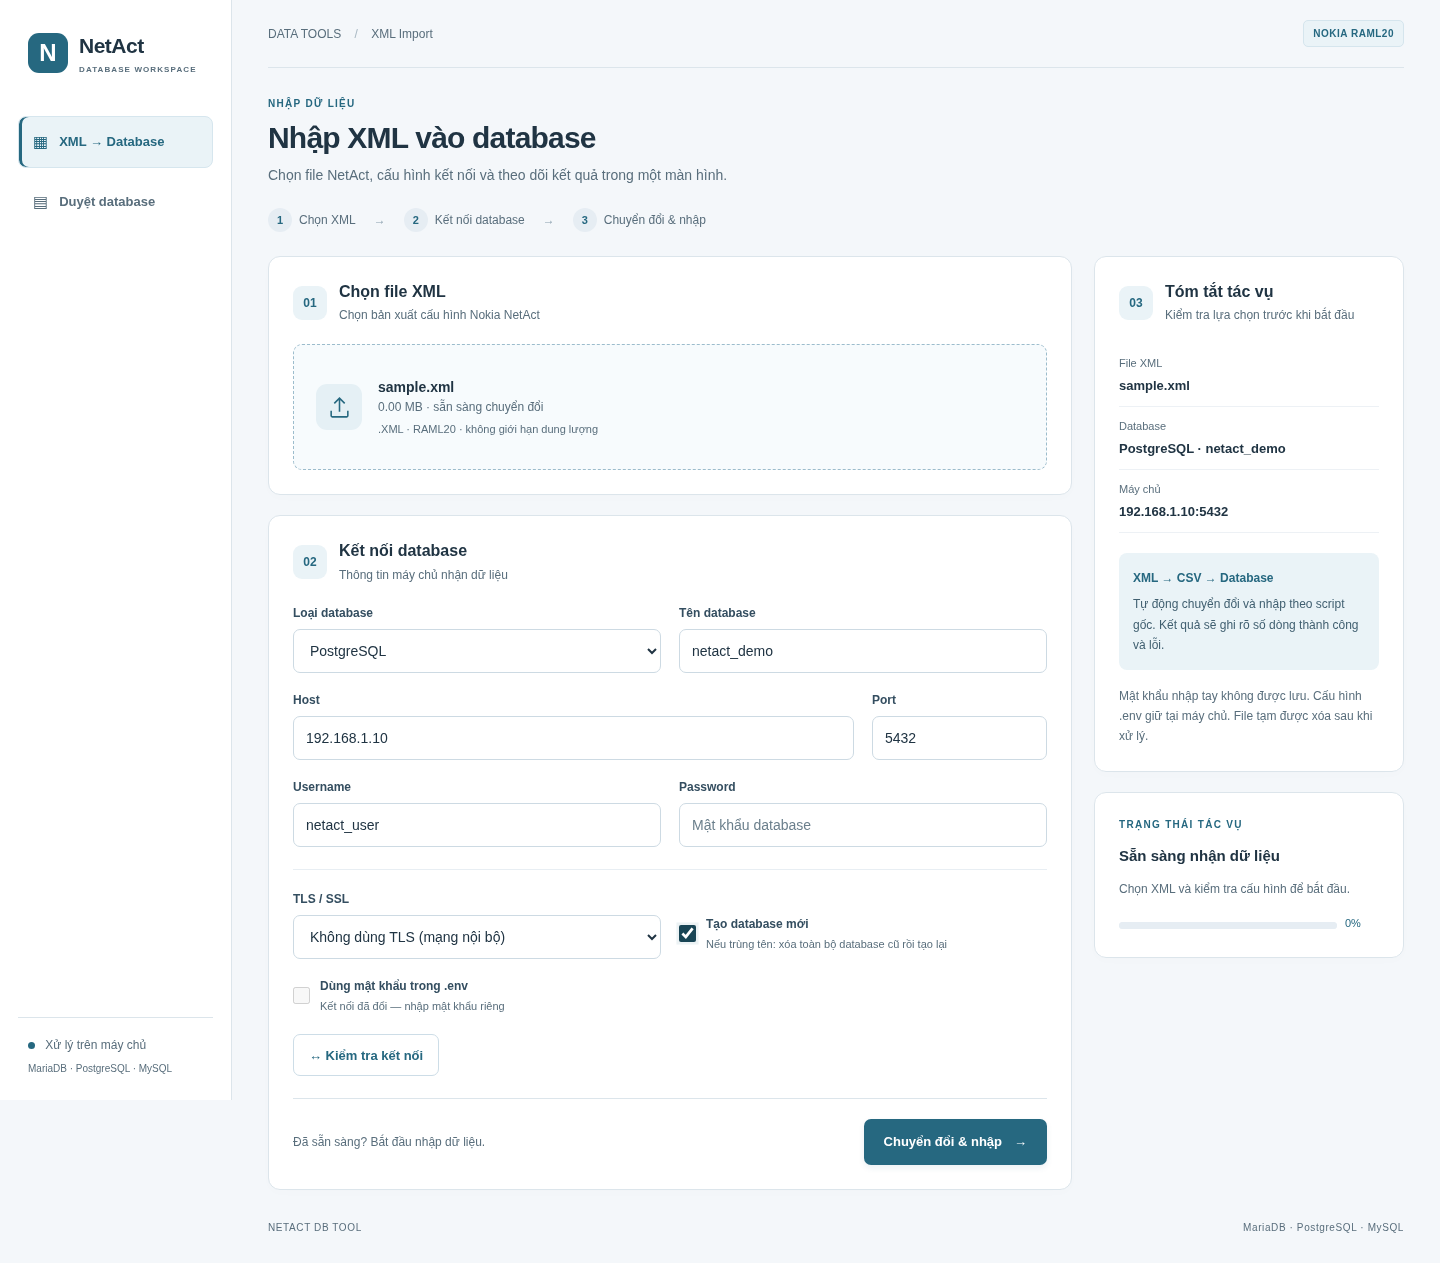 N
NetAct
DATABASE WORKSPACE
▦ XML → Database
▤ Duyệt database
Xử lý trên máy chủ
MariaDB · PostgreSQL · MySQL
DATA TOOLS / XML Import
NOKIA RAML20
NHẬP DỮ LIỆU
Nhập XML vào database
Chọn file NetAct, cấu hình kết nối và theo dõi kết quả trong một màn hình.
1 Chọn XML → 2 Kết nối database → 3 Chuyển đổi & nhập
01
Chọn file XML
Chọn bản xuất cấu hình Nokia NetAct
sample.xml
0.00 MB · sẵn sàng chuyển đổi
.XML · RAML20 · không giới hạn dung lượng
02
Kết nối database
Thông tin máy chủ nhận dữ liệu
Loại database
PostgreSQL
Tên database
netact_demo
Host
192.168.1.10
Port
5432
Username
netact_user
Password
Mật khẩu database
TLS / SSL
Không dùng TLS (mạng nội bộ)
Tạo database mới
Nếu trùng tên: xóa toàn bộ database cũ rồi tạo lại
Dùng mật khẩu trong .env
Kết nối đã đổi — nhập mật khẩu riêng
↔ Kiểm tra kết nối
Đã sẵn sàng? Bắt đầu nhập dữ liệu.
Chuyển đổi & nhập →
03
Tóm tắt tác vụ
Kiểm tra lựa chọn trước khi bắt đầu
File XML
sample.xml
Database
PostgreSQL · netact_demo
Máy chủ
192.168.1.10:5432
XML → CSV → Database
Tự động chuyển đổi và nhập theo script
gốc. Kết quả sẽ ghi rõ số dòng thành công
và lỗi.
Mật khẩu nhập tay không được lưu. Cấu hình
.env giữ tại máy chủ. File tạm được xóa sau khi
xử lý.
TRẠNG THÁI TÁC VỤ
Sẵn sàng nhận dữ liệu
Chọn XML và kiểm tra cấu hình để bắt đầu.
0%
NETACT DB TOOL
MariaDB · PostgreSQL · MySQL